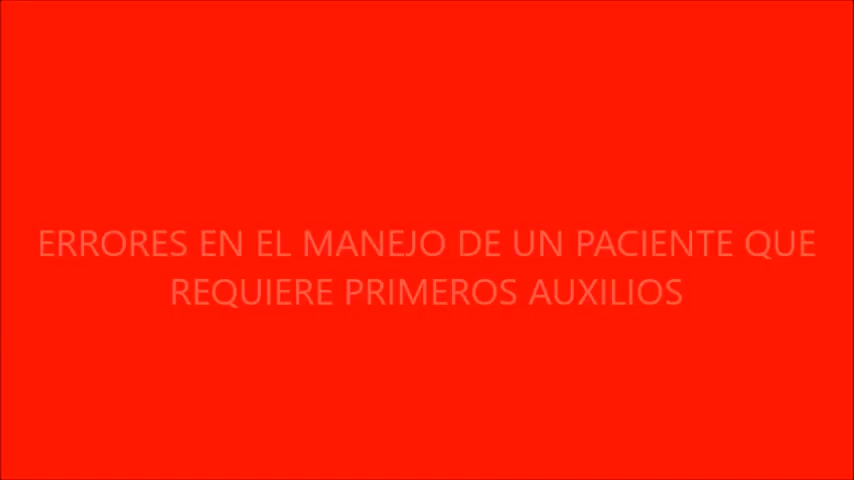 ERRORES EN EL MANEJO DE UN PACIENTE QUE
REQUIERE PRIMEROS AUXILIOS